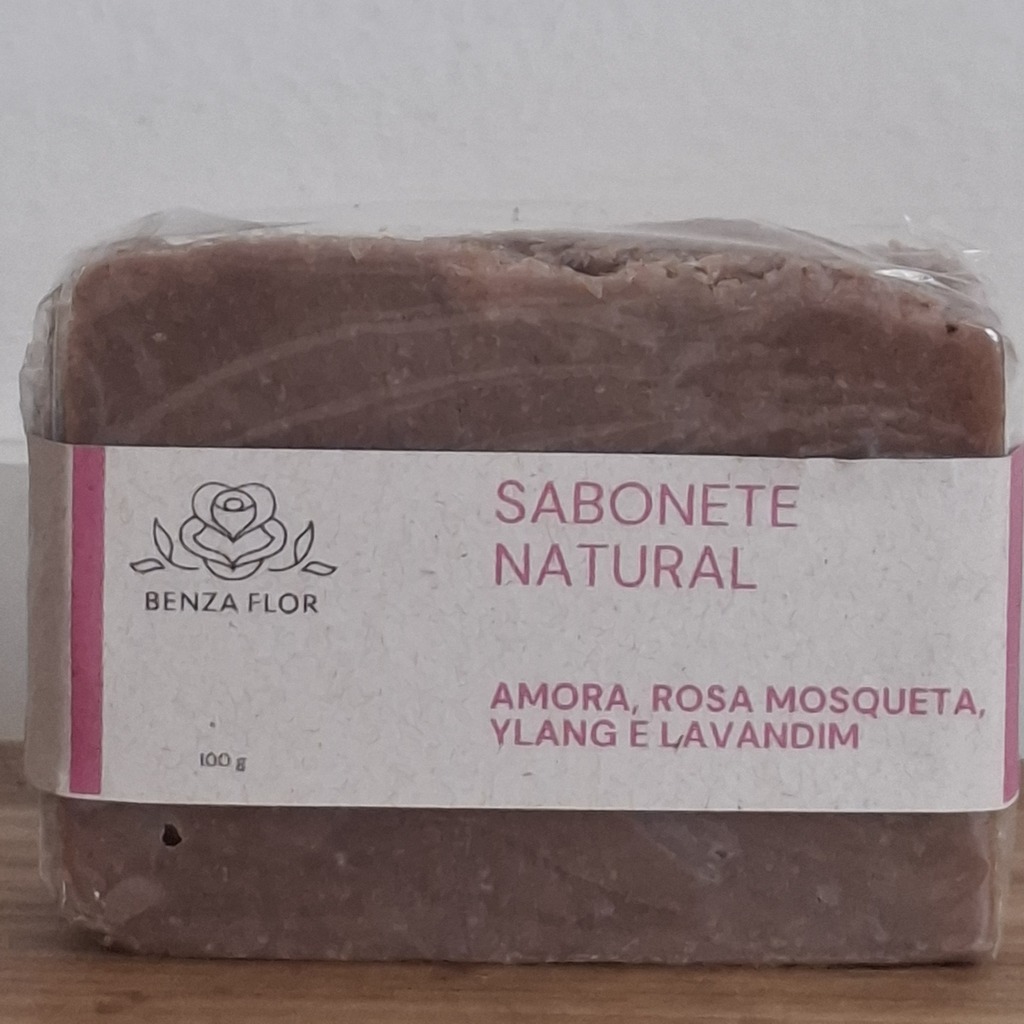 BENZA FLOR
100 g
SABONETE
NATURAL
AMORA, ROSA MOSQUETA,
YLANG E LAVANDIM